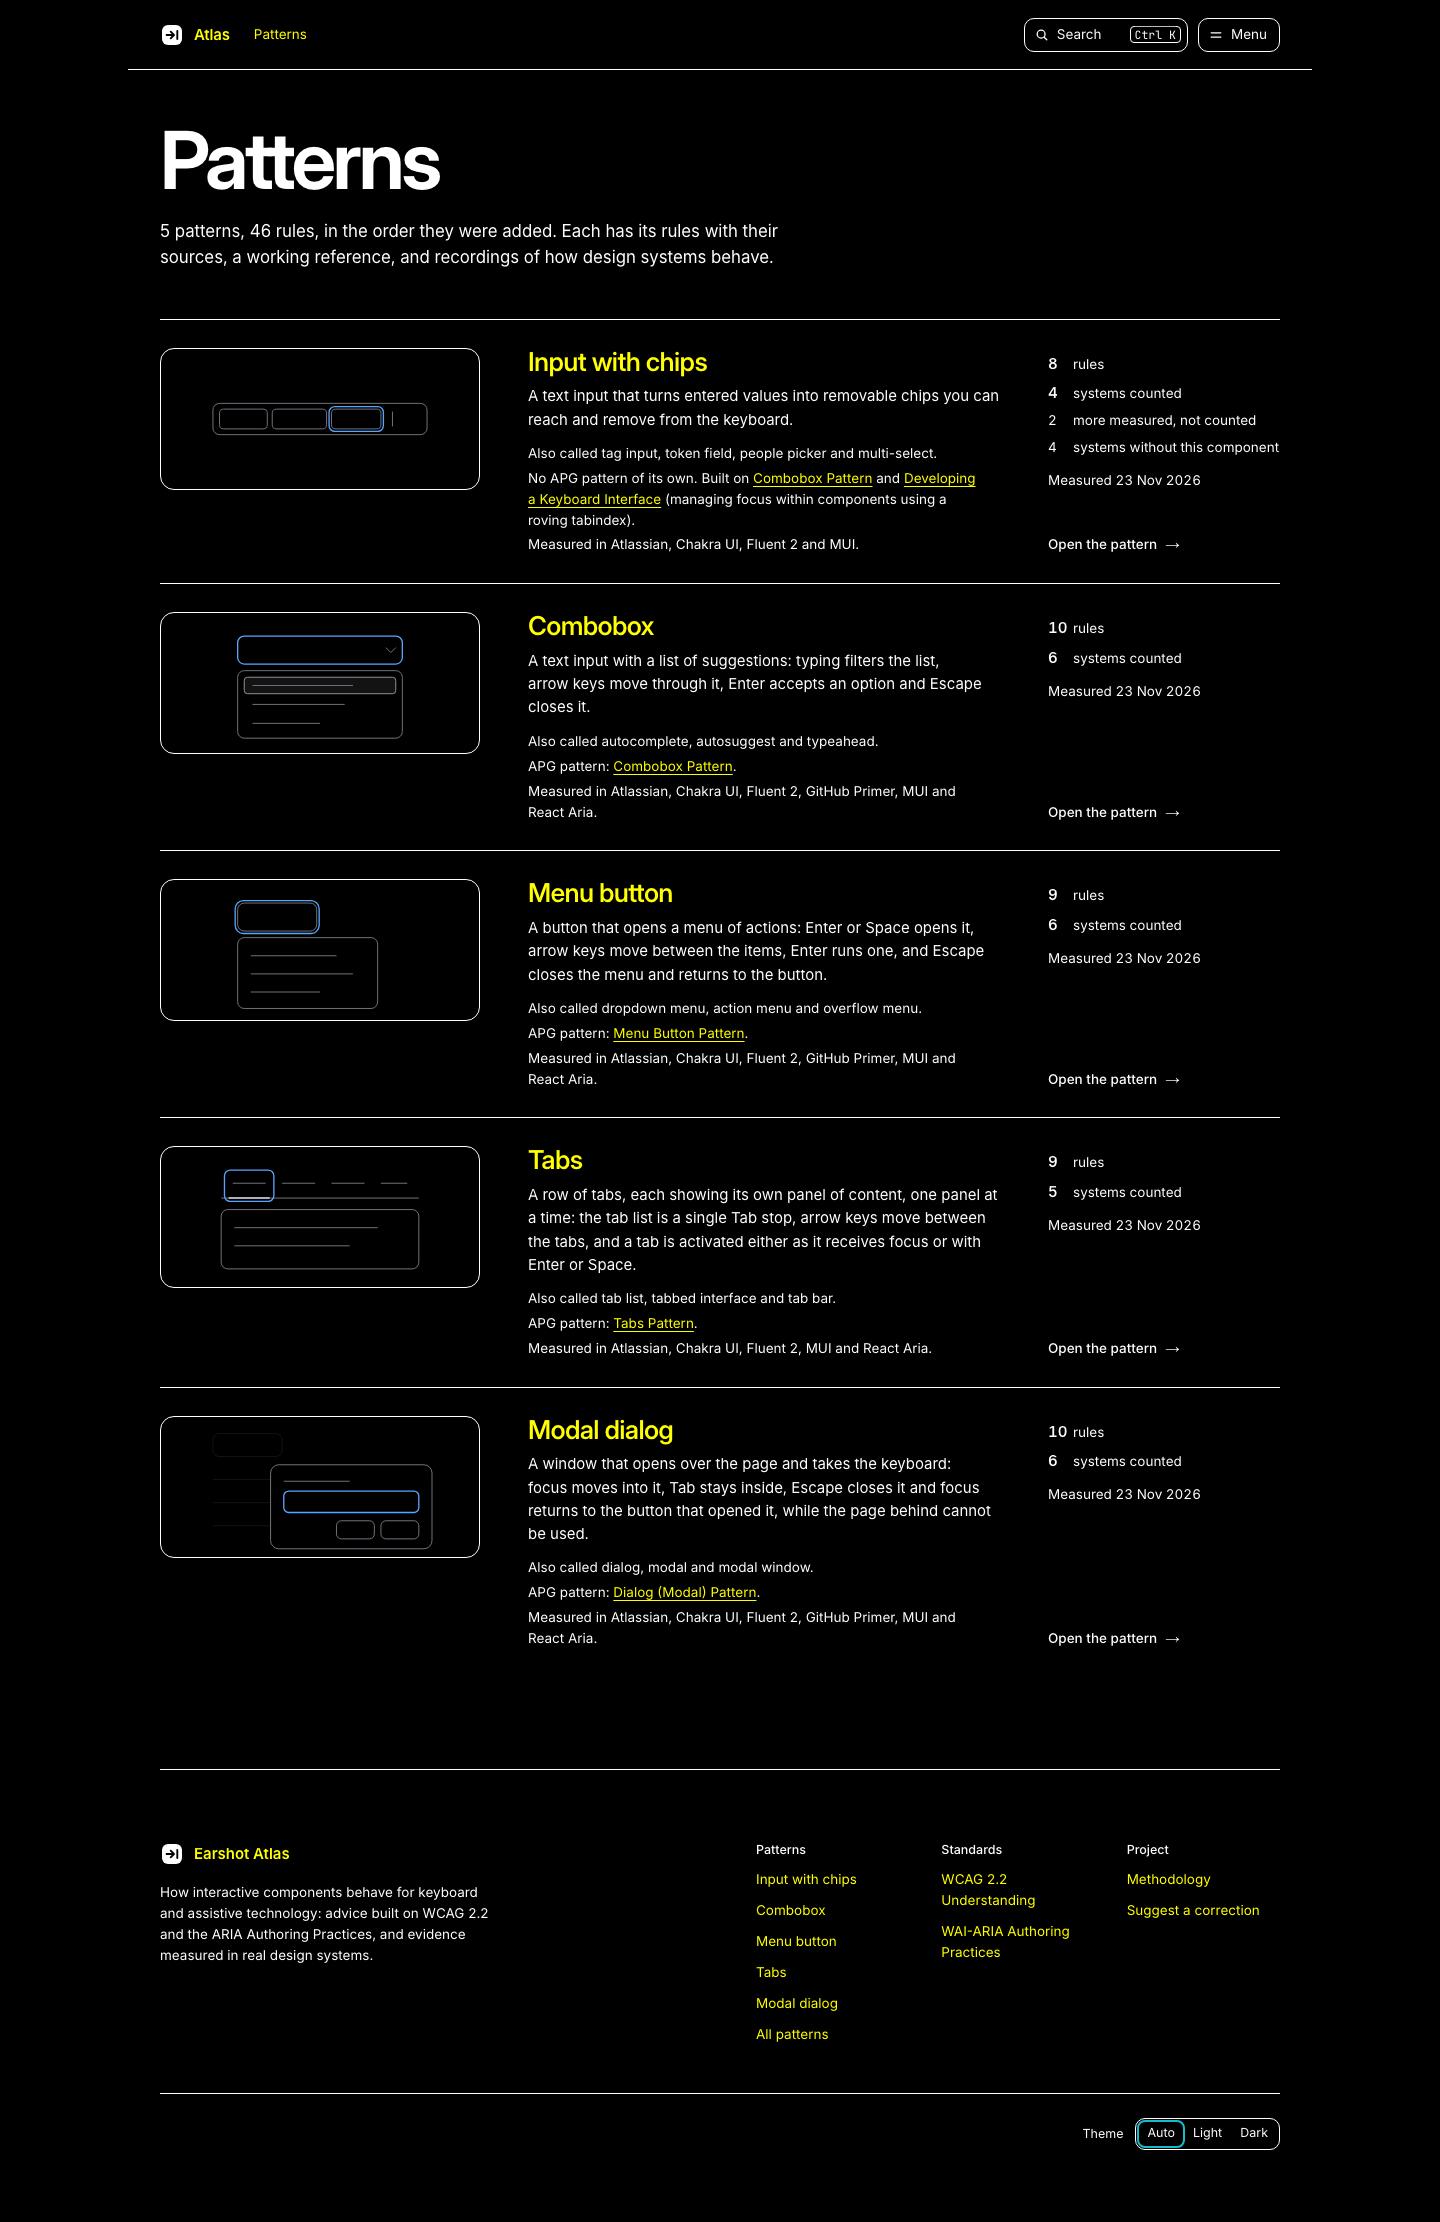 Atlas Patterns Search Ctrl K Menu
Patterns
5 patterns, 46 rules, in the order they were added. Each has its rules with their
sources, a working reference, and recordings of how design systems behave.
Input with chips
A text input that turns entered values into removable chips you can
reach and remove from the keyboard.
Also called tag input, token field, people picker and multi-select.
No APG pattern of its own. Built on Combobox Pattern and Developing
a Keyboard Interface (managing focus within components using a
roving tabindex).
Measured in Atlassian, Chakra UI, Fluent 2 and MUI.
8 rules
4 systems counted
2 more measured, not counted
4 systems without this component
Measured 23 Nov 2026
Open the pattern →
Combobox
A text input with a list of suggestions: typing filters the list,
arrow keys move through it, Enter accepts an option and Escape
closes it.
Also called autocomplete, autosuggest and typeahead.
APG pattern: Combobox Pattern.
Measured in Atlassian, Chakra UI, Fluent 2, GitHub Primer, MUI and
React Aria.
10 rules
6 systems counted
Measured 23 Nov 2026
Open the pattern →
Menu button
A button that opens a menu of actions: Enter or Space opens it,
arrow keys move between the items, Enter runs one, and Escape
closes the menu and returns to the button.
Also called dropdown menu, action menu and overflow menu.
APG pattern: Menu Button Pattern.
Measured in Atlassian, Chakra UI, Fluent 2, GitHub Primer, MUI and
React Aria.
9 rules
6 systems counted
Measured 23 Nov 2026
Open the pattern →
Tabs
A row of tabs, each showing its own panel of content, one panel at
a time: the tab list is a single Tab stop, arrow keys move between
the tabs, and a tab is activated either as it receives focus or with
Enter or Space.
Also called tab list, tabbed interface and tab bar.
APG pattern: Tabs Pattern.
Measured in Atlassian, Chakra UI, Fluent 2, MUI and React Aria.
9 rules
5 systems counted
Measured 23 Nov 2026
Open the pattern →
Modal dialog
A window that opens over the page and takes the keyboard:
focus moves into it, Tab stays inside, Escape closes it and focus
returns to the button that opened it, while the page behind cannot
be used.
Also called dialog, modal and modal window.
APG pattern: Dialog (Modal) Pattern.
Measured in Atlassian, Chakra UI, Fluent 2, GitHub Primer, MUI and
React Aria.
10 rules
6 systems counted
Measured 23 Nov 2026
Open the pattern →
Earshot Atlas
How interactive components behave for keyboard
and assistive technology: advice built on WCAG 2.2
and the ARIA Authoring Practices, and evidence
measured in real design systems.
Patterns
Input with chips
Combobox
Menu button
Tabs
Modal dialog
All patterns
Standards
WCAG 2.2
Understanding
WAI-ARIA Authoring
Practices
Project
Methodology
Suggest a correction
Theme Auto Light Dark